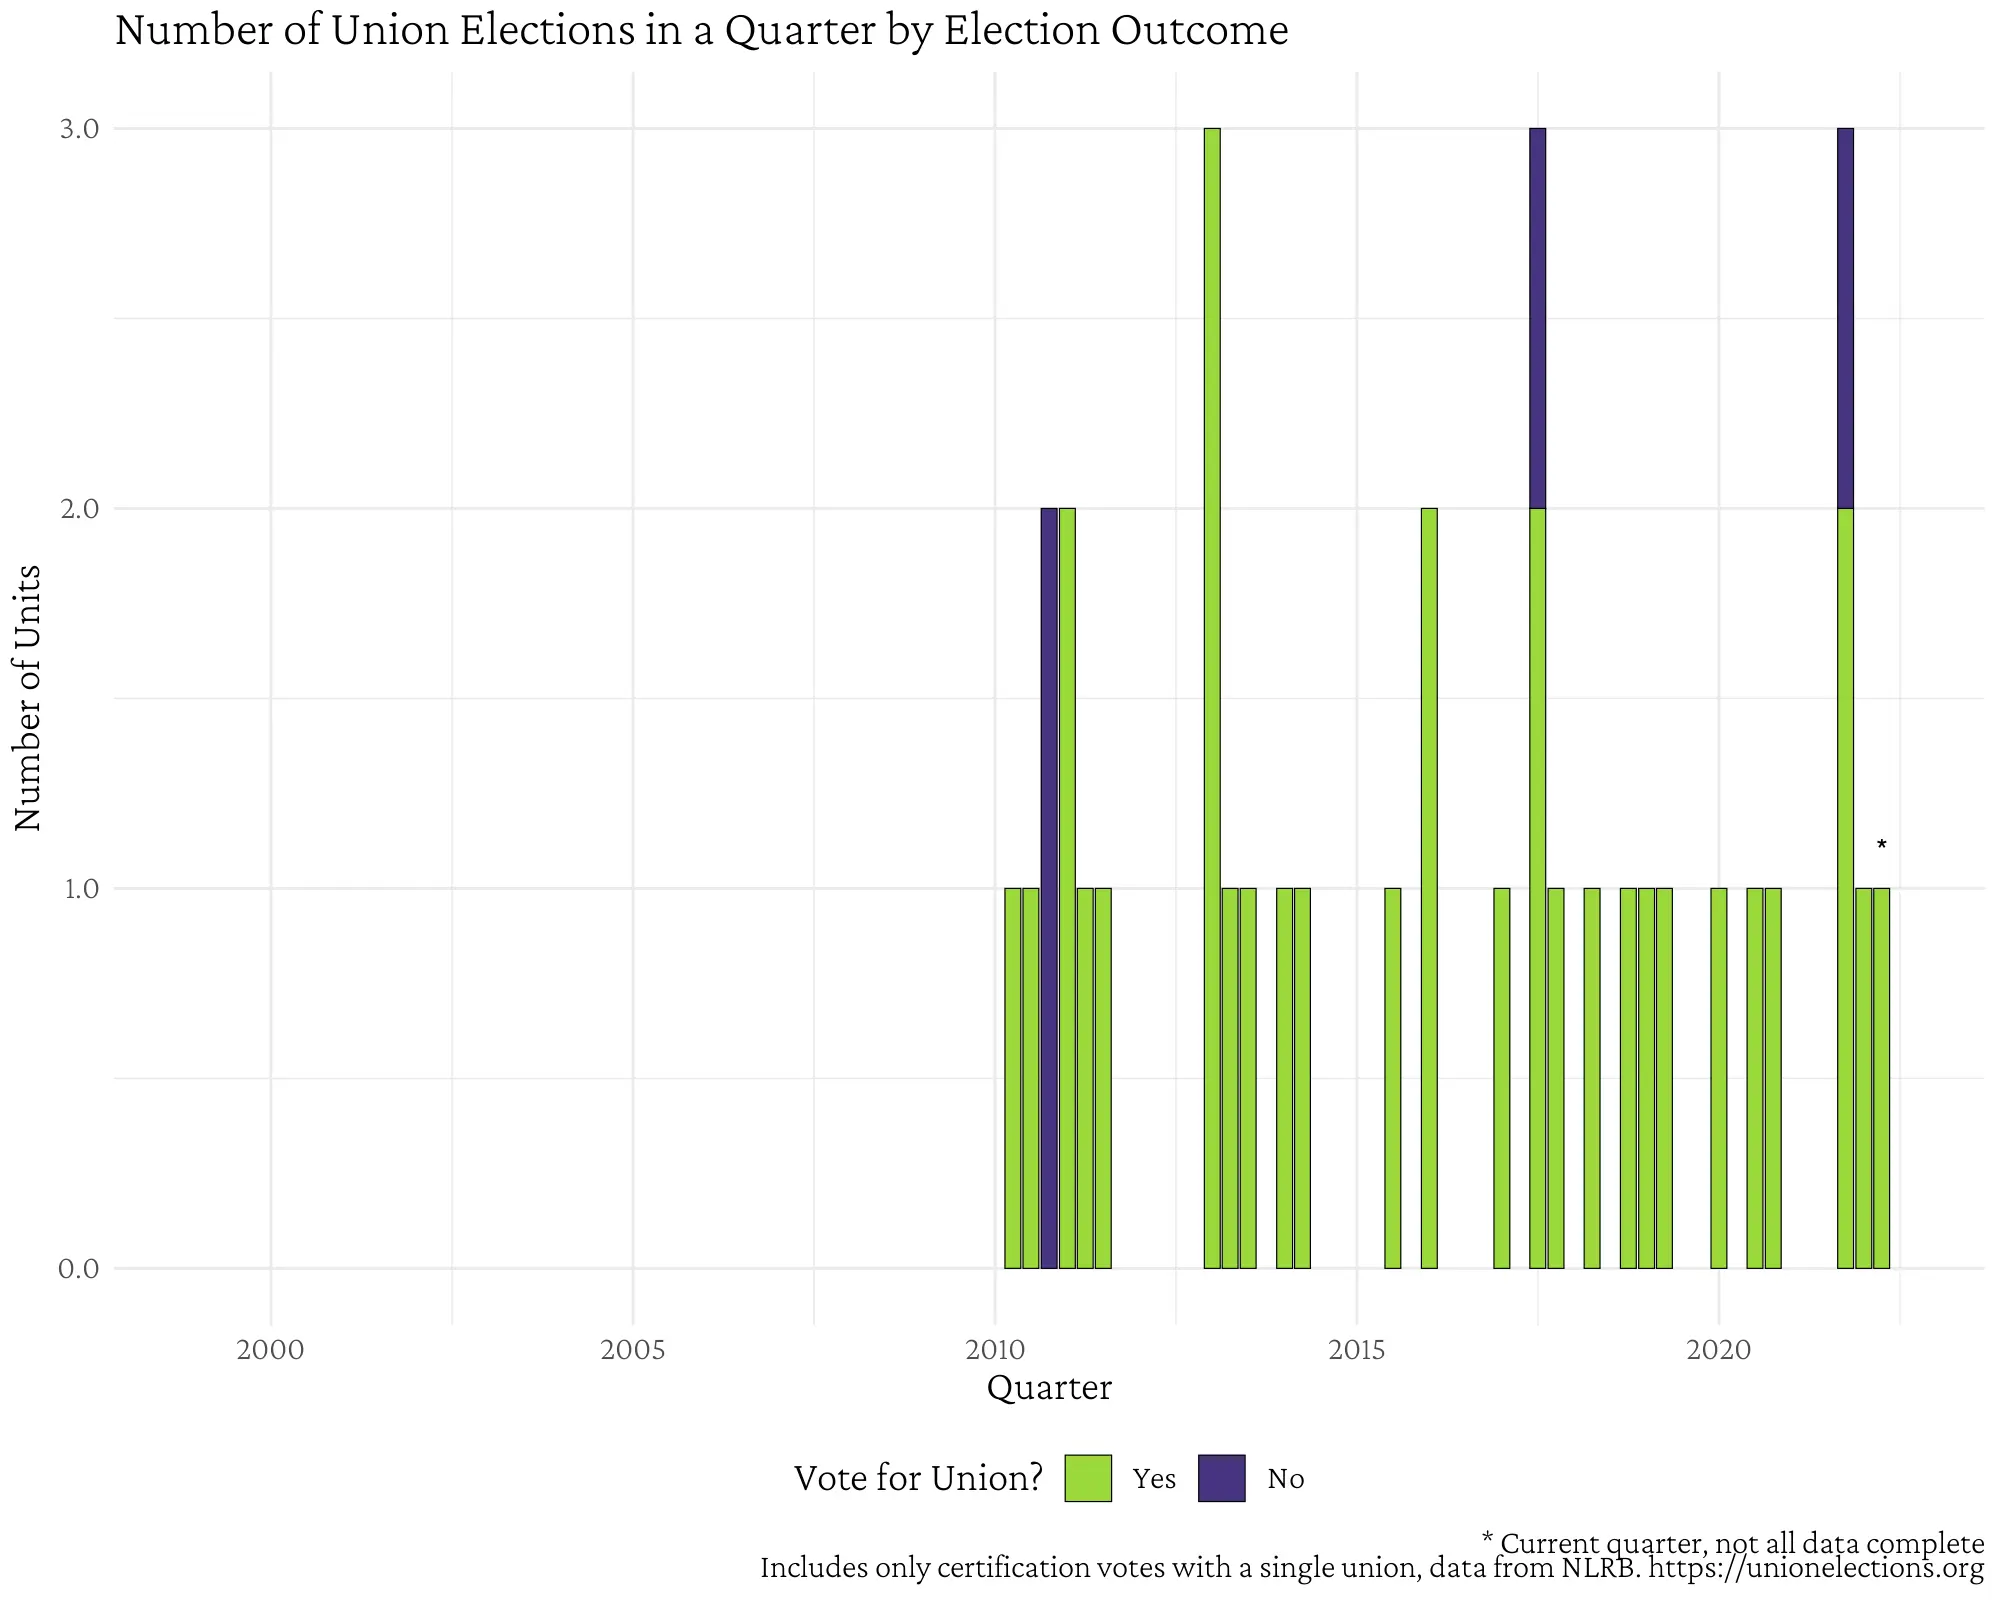 Number of Union Elections in a Quarter by Election Outcome
3.0
2.0
1.0
0.0
Number of Units
*
2000 2005 2010 2015 2020
Quarter
Vote for Union? Yes No
* Current quarter, not all data complete
Includes only certification votes with a single union, data from NLRB. https://unionelections.org